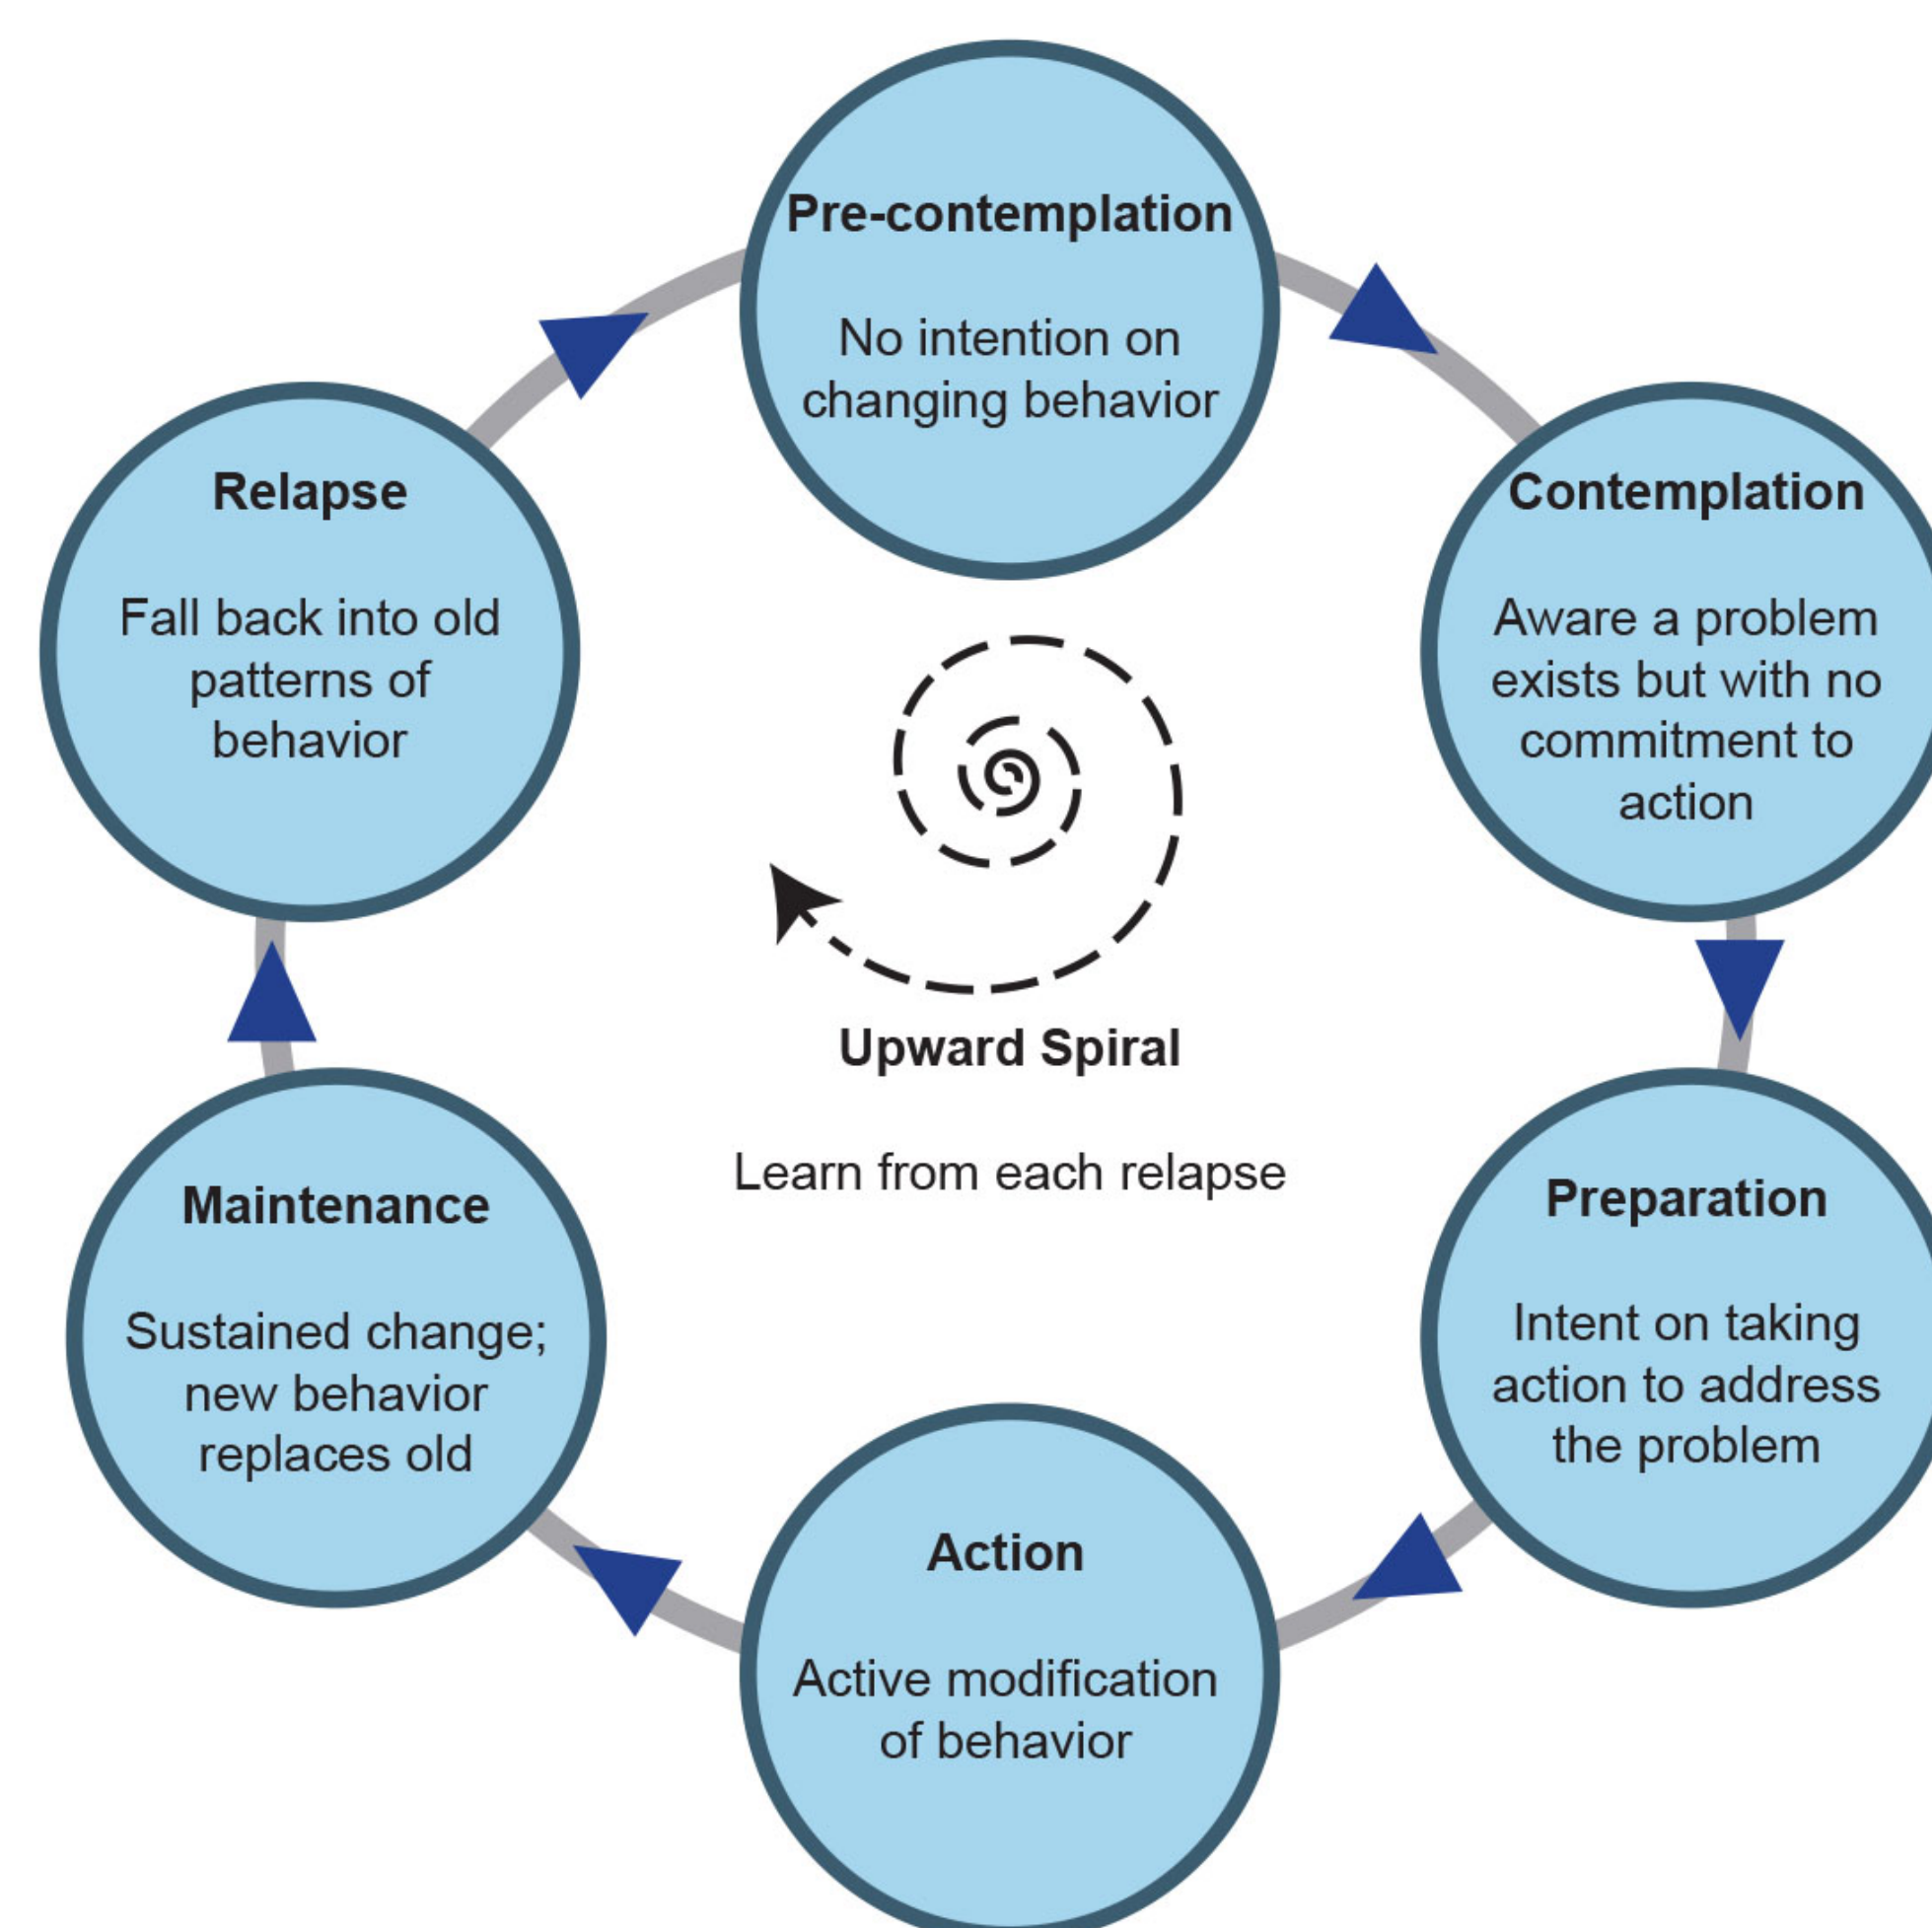 Pre-contemplation
No intention on
changing behavior
Contemplation
Aware a problem
exists but with no
commitment to
action
Preparation
Intent on taking
action to address
the problem
Action
Active modification
of behavior
Maintenance
Sustained change;
new behavior
replaces old
Relapse
Fall back into old
patterns of
behavior
Upward Spiral
Learn from each relapse